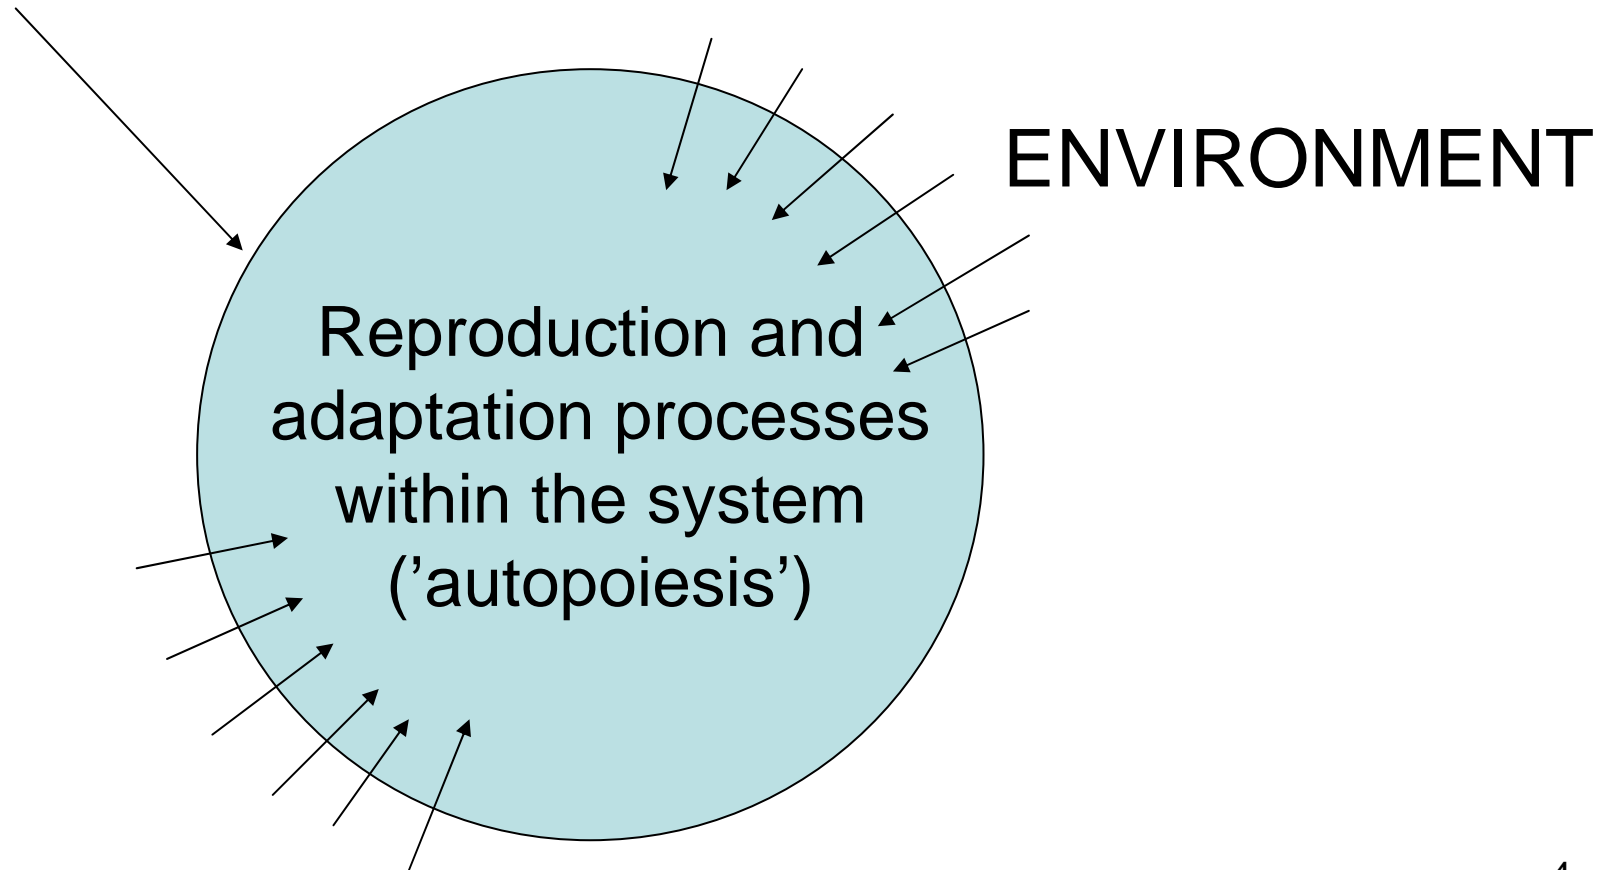 ENVIRONMENT
Reproduction and
adaptation processes
within the system
(’autopoiesis’)